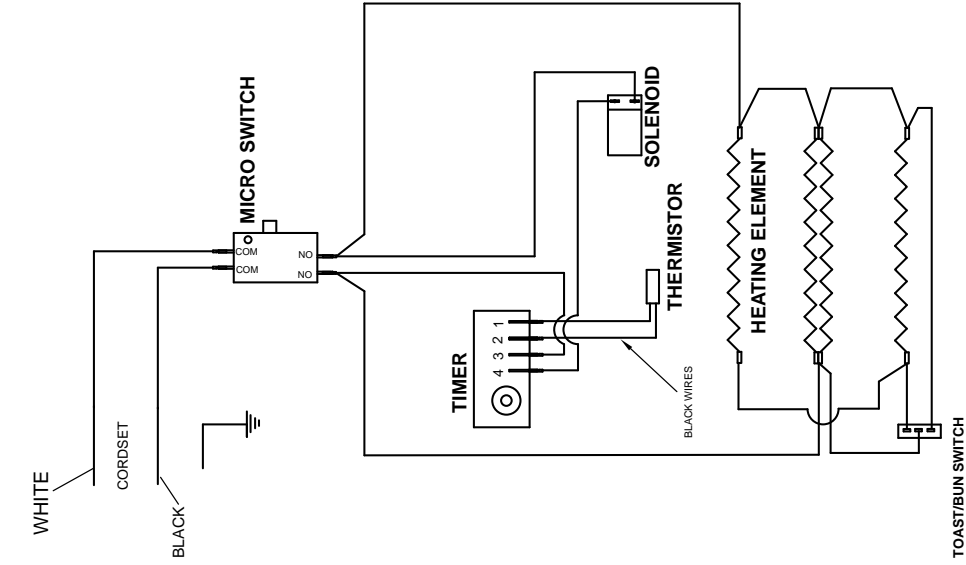 WHITE
CORDSET
BLACK
MICRO SWITCH
COM
COM
NO
NO
SOLENOID
TIMER
1
2
3
4
THERMISTOR
BLACK WIRES
HEATING ELEMENT
TOAST/BUN SWITCH